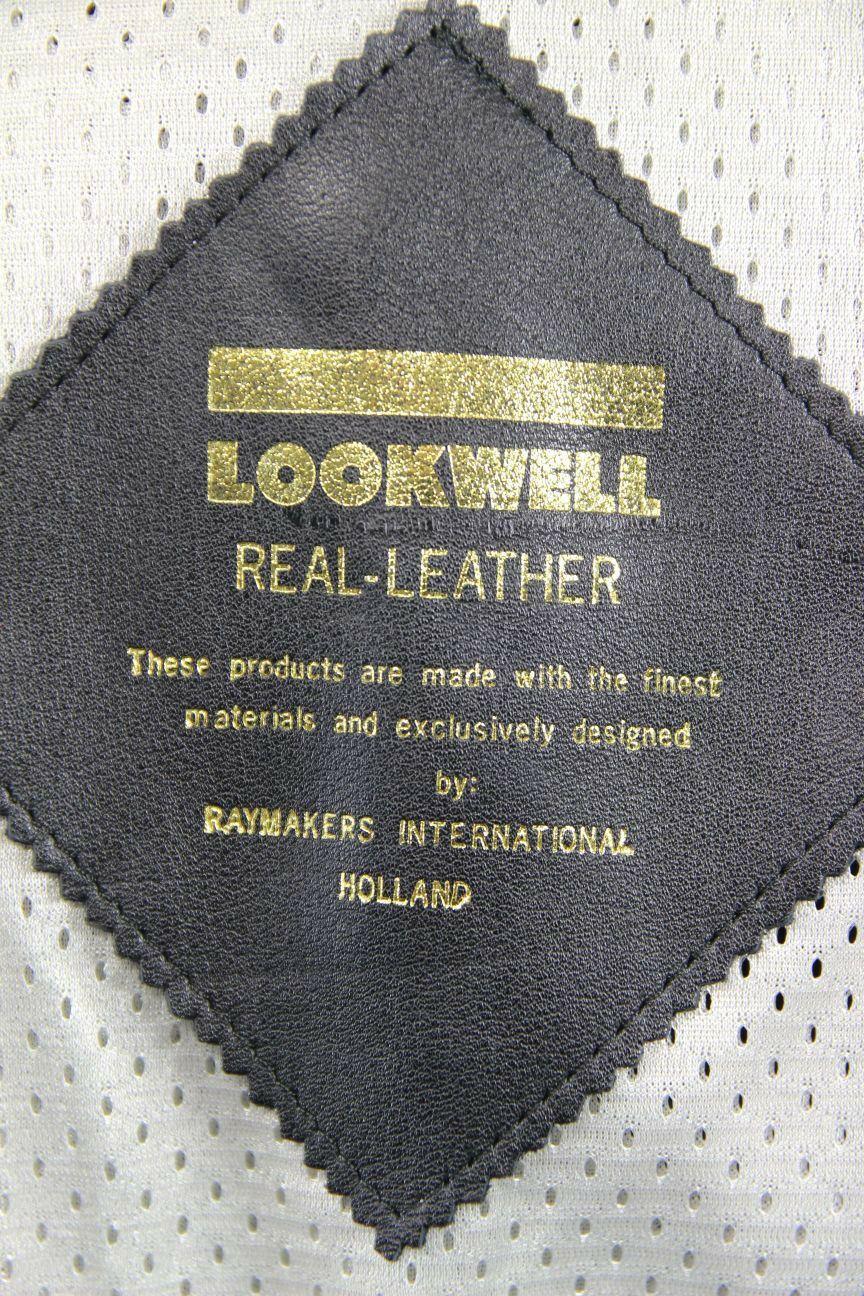 LOOKWELL
REAL-LEATHER
These products are made with the finest
materials and exclusively designed
by:
RAYMAKERS INTERNATIONAL
HOLLAND